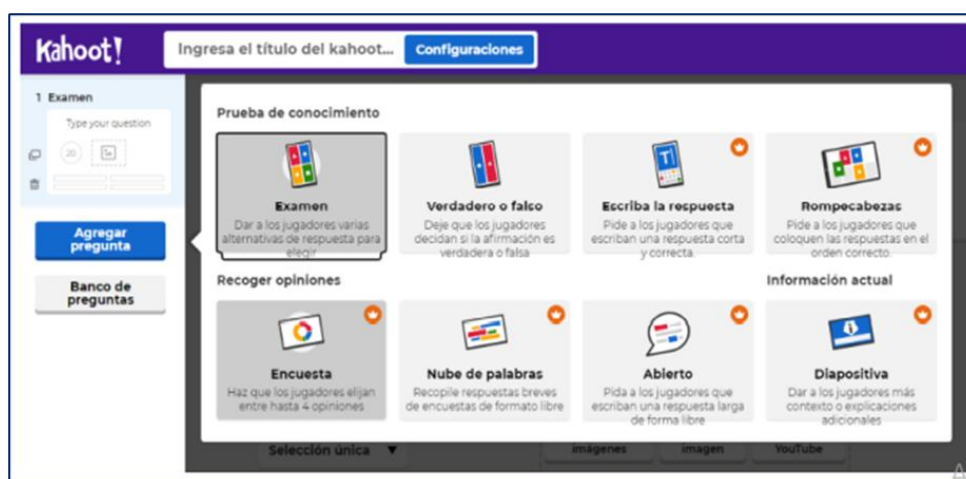 Kahoot!
Ingresa el título del kahoot...
Configuraciones
1 Examen
Type your question
20
Agregar
pregunta
Banco de
preguntas
Prueba de conocimiento
Examen
Dar a los jugadores varias
alternativas de respuesta para
elegir
Verdadero o falso
Deje que los jugadores
decidan si la afirmación es
verdadera o falsa
Escriba la respuesta
Pide a los jugadores que
escriban una respuesta corta
y correcta.
Rompecabezas
Pide a los jugadores que
coloquen las respuestas en el
orden correcto.
Recoger opiniones
Información actual
Encuesta
Haz que los jugadores elijan
entre hasta 4 opiniones
Nube de palabras
Recopile respuestas breves
de encuestas de formato libre
Abierto
Pida a los jugadores que
escriban una respuesta larga
de forma libre
Diapositiva
Dar a los jugadores más
contexto o explicaciones
adicionales
Selección única
imágenes
imagen
YouTube
A